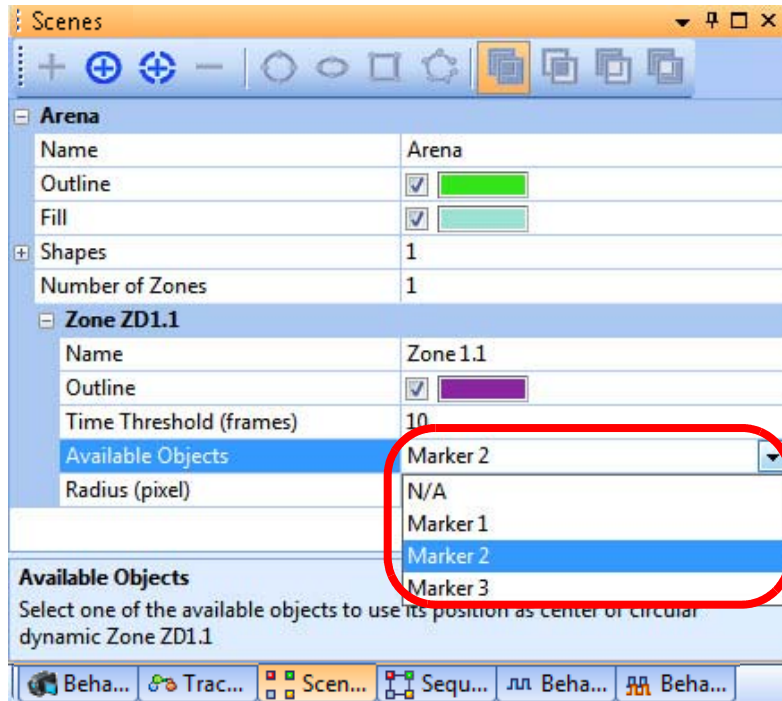 Scenes
Arena
Name Arena
Outline
Fill
Shapes 1
Number of Zones 1
Zone ZD1.1
Name Zone 1.1
Outline
Time Threshold (frames) 10
Available Objects Marker 2
Radius (pixel)
N/A
Marker 1
Marker 2
Marker 3
Available Objects
Select one of the available objects to use its position as center of circular
dynamic Zone ZD1.1
Beha... Trac... Scen... Sequ... Beha... Beha...